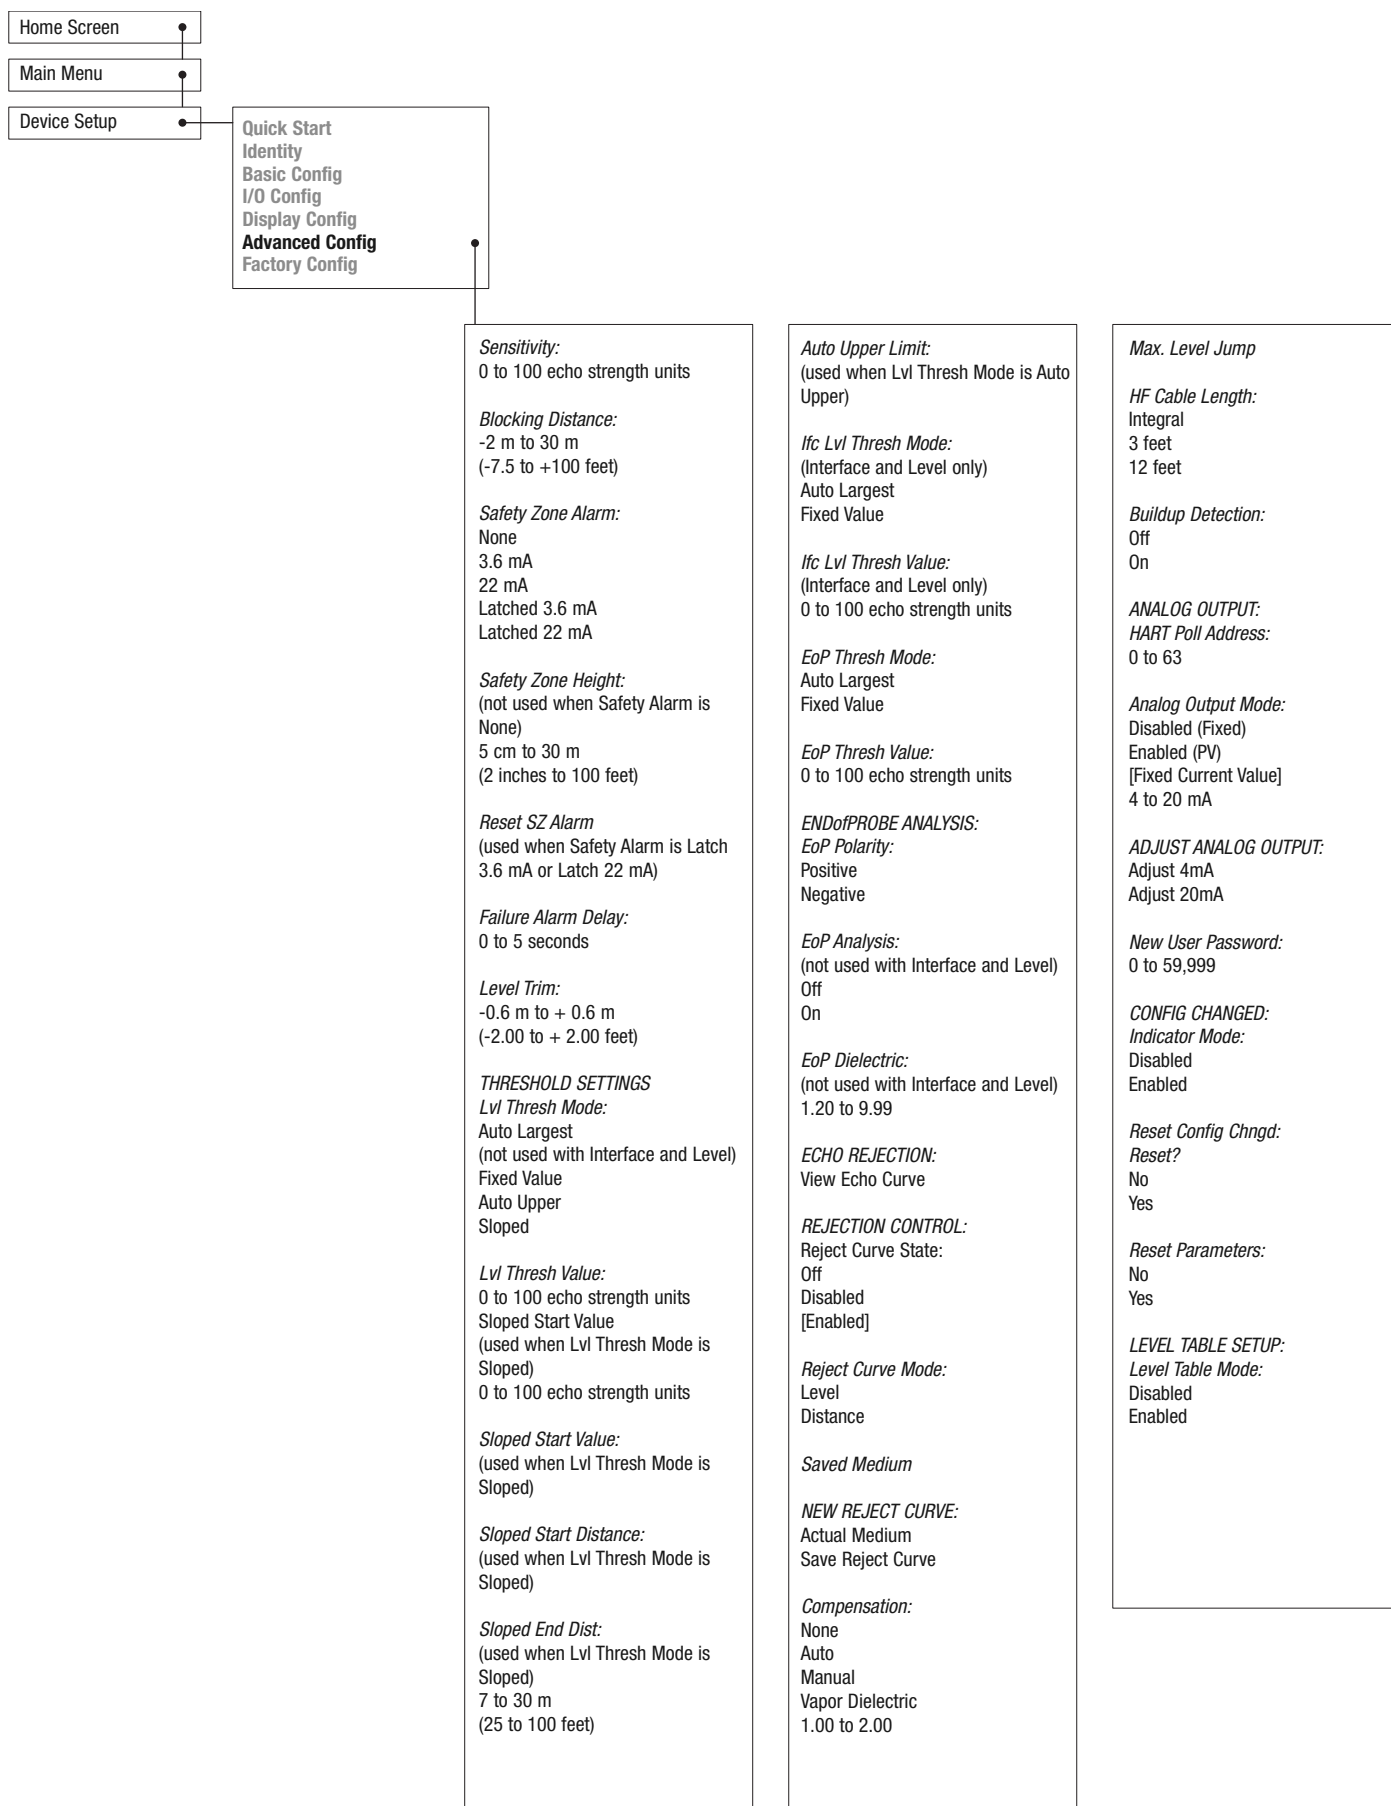 Home Screen
Main Menu
Device Setup
Quick Start
Identity
Basic Config
I/O Config
Display Config
Advanced Config
Factory Config
Sensitivity:
0 to 100 echo strength units
Blocking Distance:
-2 m to 30 m
(-7.5 to +100 feet)
Safety Zone Alarm:
None
3.6 mA
22 mA
Latched 3.6 mA
Latched 22 mA
Safety Zone Height:
(not used when Safety Alarm is
None)
5 cm to 30 m
(2 inches to 100 feet)
Reset SZ Alarm
(used when Safety Alarm is Latch
3.6 mA or Latch 22 mA)
Failure Alarm Delay:
0 to 5 seconds
Level Trim:
-0.6 m to + 0.6 m
(-2.00 to + 2.00 feet)
THRESHOLD SETTINGS
Lvl Thresh Mode:
Auto Largest
(not used with Interface and Level)
Fixed Value
Auto Upper
Sloped
Lvl Thresh Value:
0 to 100 echo strength units
Sloped Start Value
(used when Lvl Thresh Mode is
Sloped)
0 to 100 echo strength units
Sloped Start Value:
(used when Lvl Thresh Mode is
Sloped)
Sloped Start Distance:
(used when Lvl Thresh Mode is
Sloped)
Sloped End Dist:
(used when Lvl Thresh Mode is
Sloped)
7 to 30 m
(25 to 100 feet)
Auto Upper Limit:
(used when Lvl Thresh Mode is Auto
Upper)
Ifc Lvl Thresh Mode:
(Interface and Level only)
Auto Largest
Fixed Value
Ifc Lvl Thresh Value:
(Interface and Level only)
0 to 100 echo strength units
EoP Thresh Mode:
Auto Largest
Fixed Value
EoP Thresh Value:
0 to 100 echo strength units
ENDofPROBE ANALYSIS:
EoP Polarity:
Positive
Negative
EoP Analysis:
(not used with Interface and Level)
Off
On
EoP Dielectric:
(not used with Interface and Level)
1.20 to 9.99
ECHO REJECTION:
View Echo Curve
REJECTION CONTROL:
Reject Curve State:
Off
Disabled
[Enabled]
Reject Curve Mode:
Level
Distance
Saved Medium
NEW REJECT CURVE:
Actual Medium
Save Reject Curve
Compensation:
None
Auto
Manual
Vapor Dielectric
1.00 to 2.00
Max. Level Jump
HF Cable Length:
Integral
3 feet
12 feet
Buildup Detection:
Off
On
ANALOG OUTPUT:
HART Poll Address:
0 to 63
Analog Output Mode:
Disabled (Fixed)
Enabled (PV)
[Fixed Current Value]
4 to 20 mA
ADJUST ANALOG OUTPUT:
Adjust 4mA
Adjust 20mA
New User Password:
0 to 59,999
CONFIG CHANGED:
Indicator Mode:
Disabled
Enabled
Reset Config Chngd:
Reset?
No
Yes
Reset Parameters:
No
Yes
LEVEL TABLE SETUP:
Level Table Mode:
Disabled
Enabled